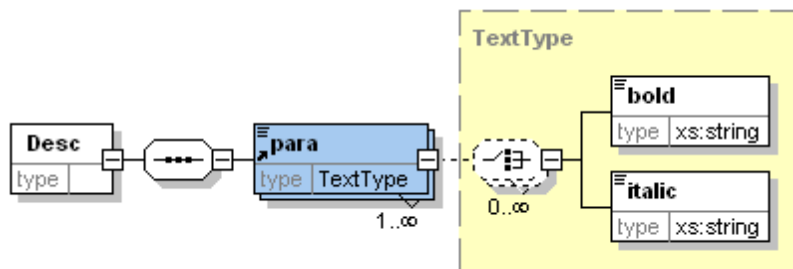 TextType
bold
type xs:string
Desc
type
para
type TextType
1..∞
0..∞
italic
type xs:string